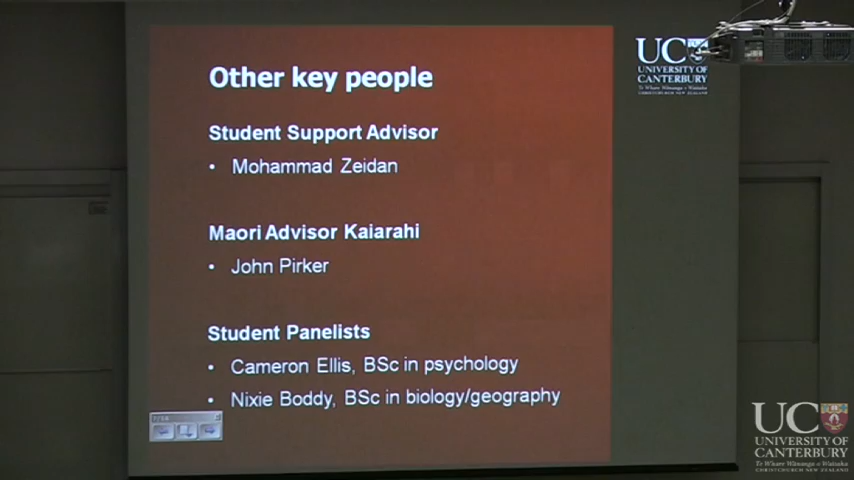 Other key people
Student Support Advisor
• Mohammad Zeidan
Maori Advisor Kaiarahi
• John Pirker
Student Panelists
• Cameron Ellis, BSc in psychology
• Nixie Boddy, BSc in biology/geography
UC
UNIVERSITY OF
CANTERBURY
Te Whare Wānanga o Waitaha
CHRISTCHURCH NEW ZEALAND
UC
UNIVERSITY OF
CANTERBURY
Te Whare Wānanga o Waitaha
CHRISTCHURCH NEW ZEALAND